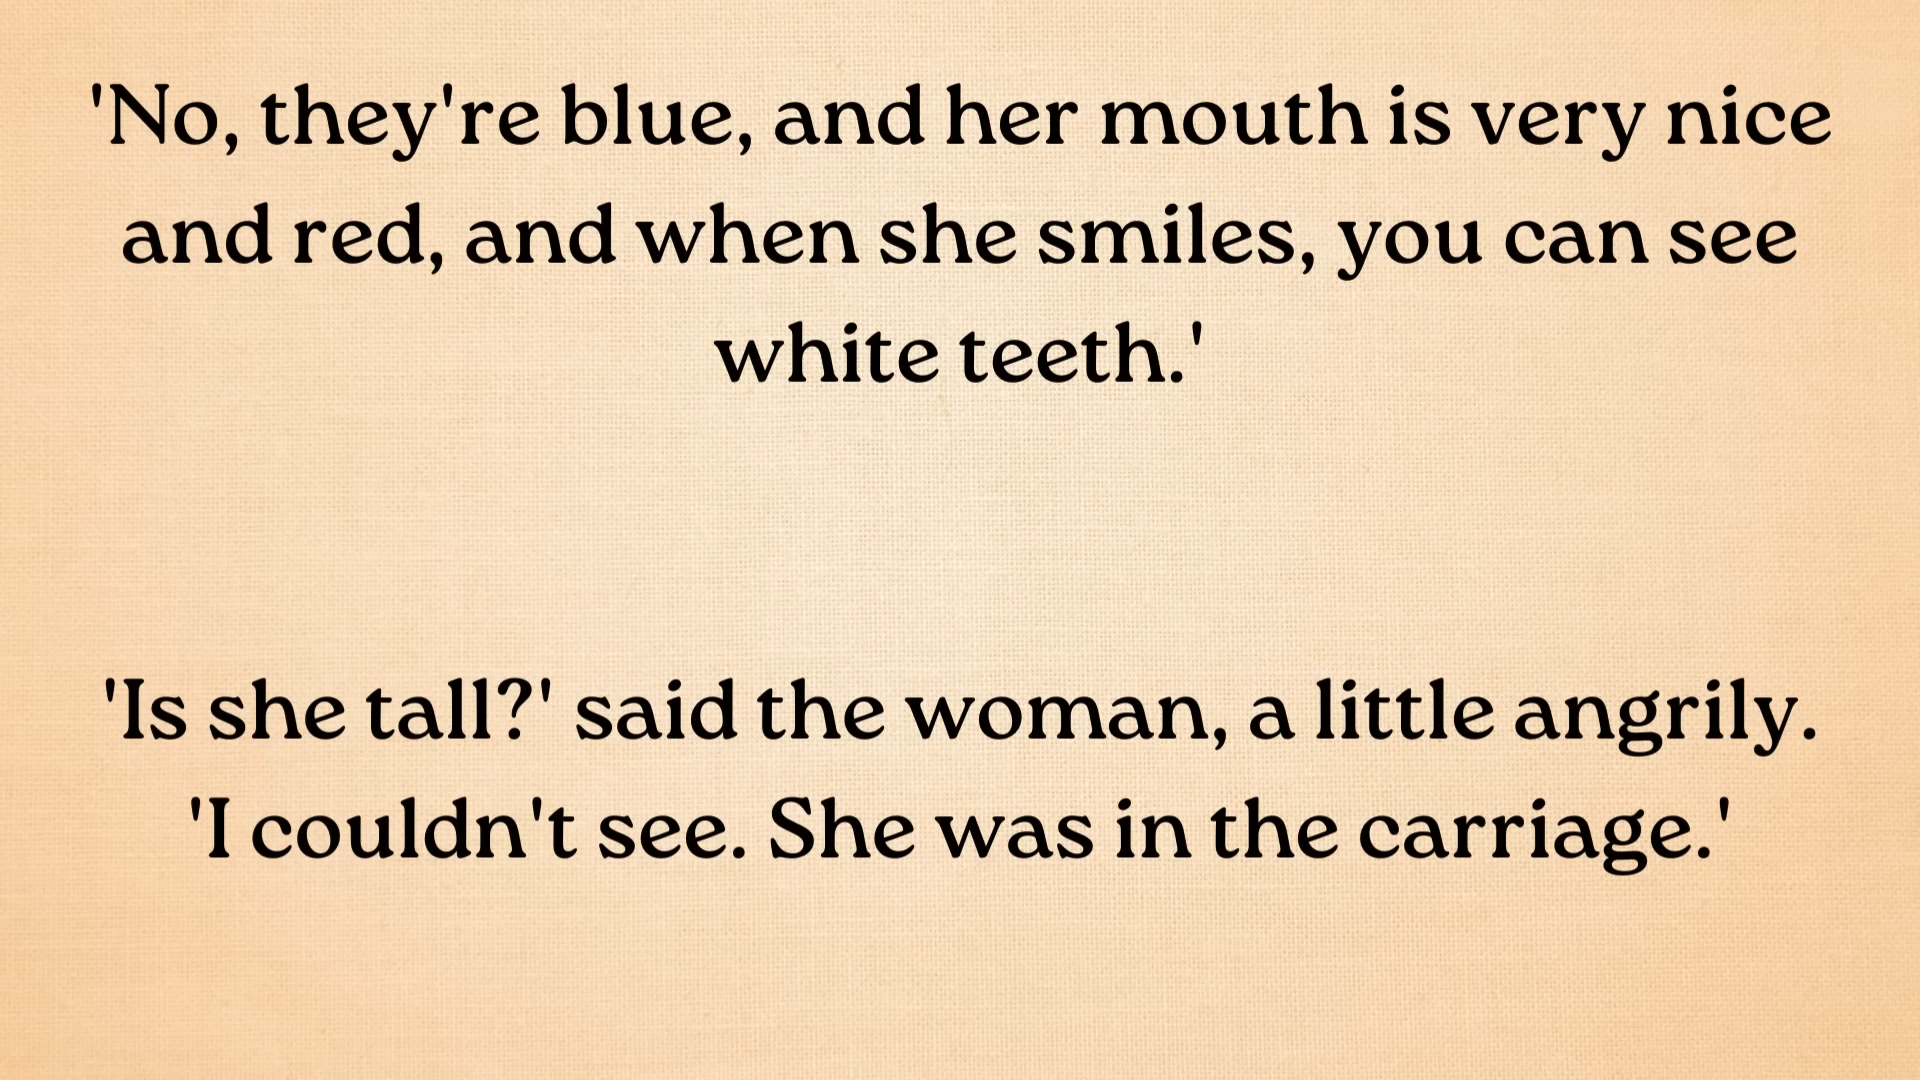 'No, they're blue, and her mouth is very nice
and red, and when she smiles, you can see
white teeth.'
'Is she tall?' said the woman, a little angrily.
'I couldn't see. She was in the carriage.'